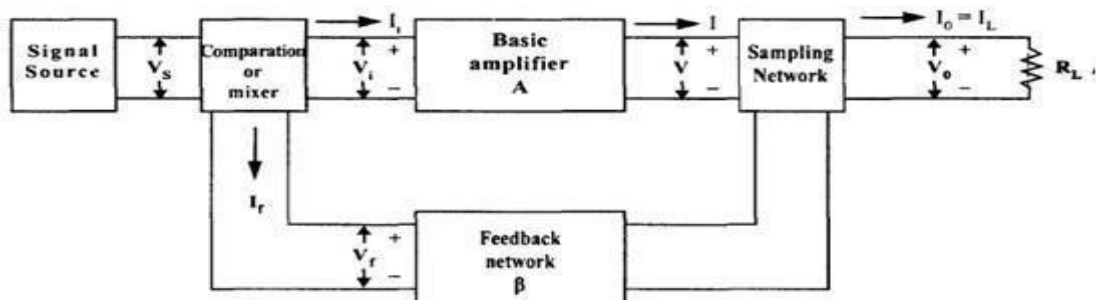 Signal
Source
V_s
Comparation
or
mixer
I_i
+
V_i
−
Basic
amplifier
A
I
+
V
−
Sampling
Network
I_o = I_L
+
V_o
−
R_L
I_f
+
V_f
−
Feedback
network
β